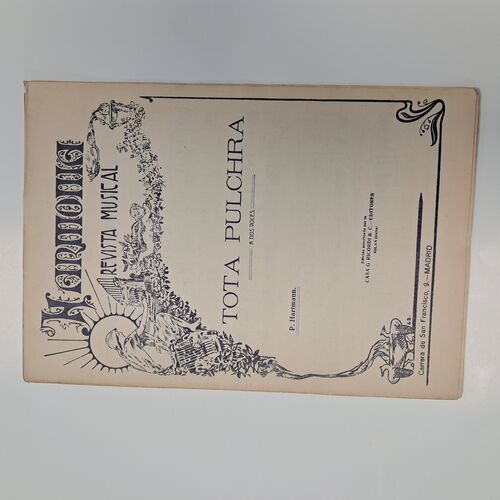 Harmonia
REVISTA MUSICAL
TOTA PULCHRA
A DOS VOCES
P. Hartmann.
CASA G. RICORDI & C.—EDITORES
Carrera de San Francisco, 9.—MADRID